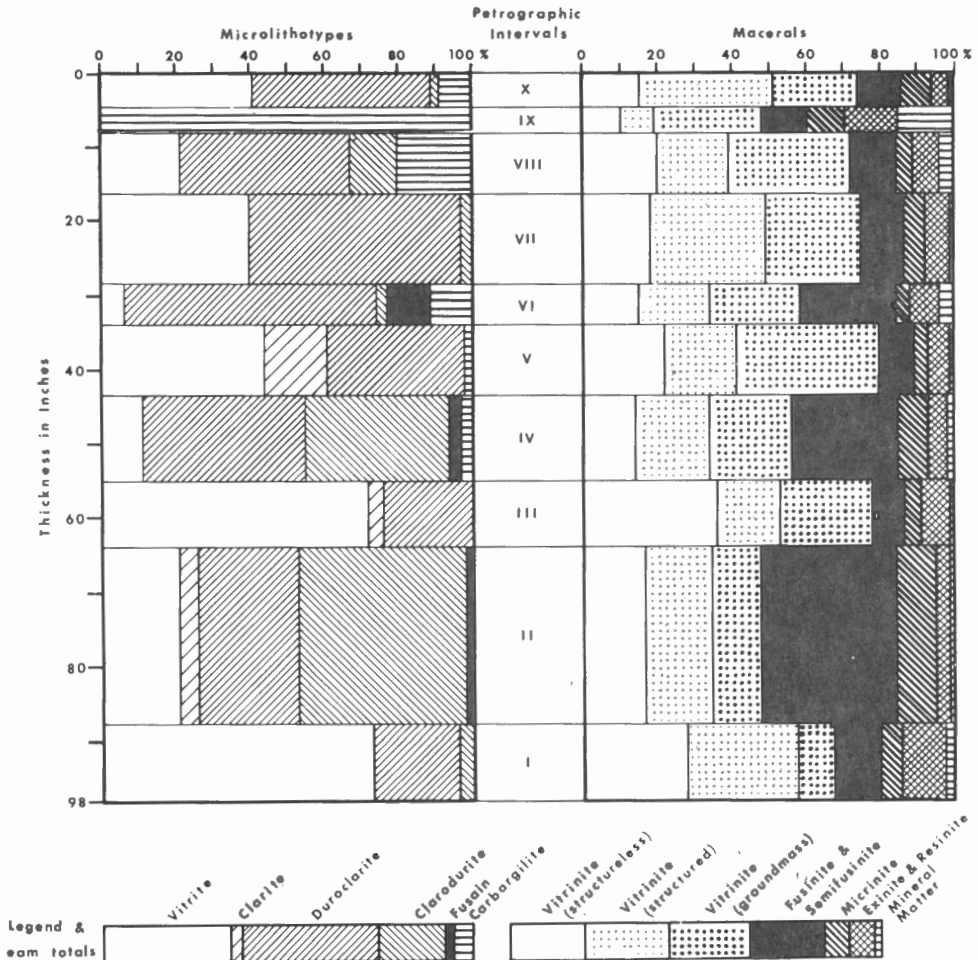 Microlithotypes
Petrographic Intervals
Macerals
0 20 40 60 80 100%
0 20 40 60 80 100%
0
X
IX
VIII
20
VII
VI
Thickness in Inches
40
V
IV
60
III
II
80
I
98
Legend &
eam totals
Vitrite
Clarite
Duroclarite
Clarodurite
Fusain
Carbargilite
Vitrinite (structureless)
Vitrinite (structured)
Vitrinite (groundmass)
Fusinite & Semifusinite
Micrinite
Exinite & Resinite
Mineral Matter